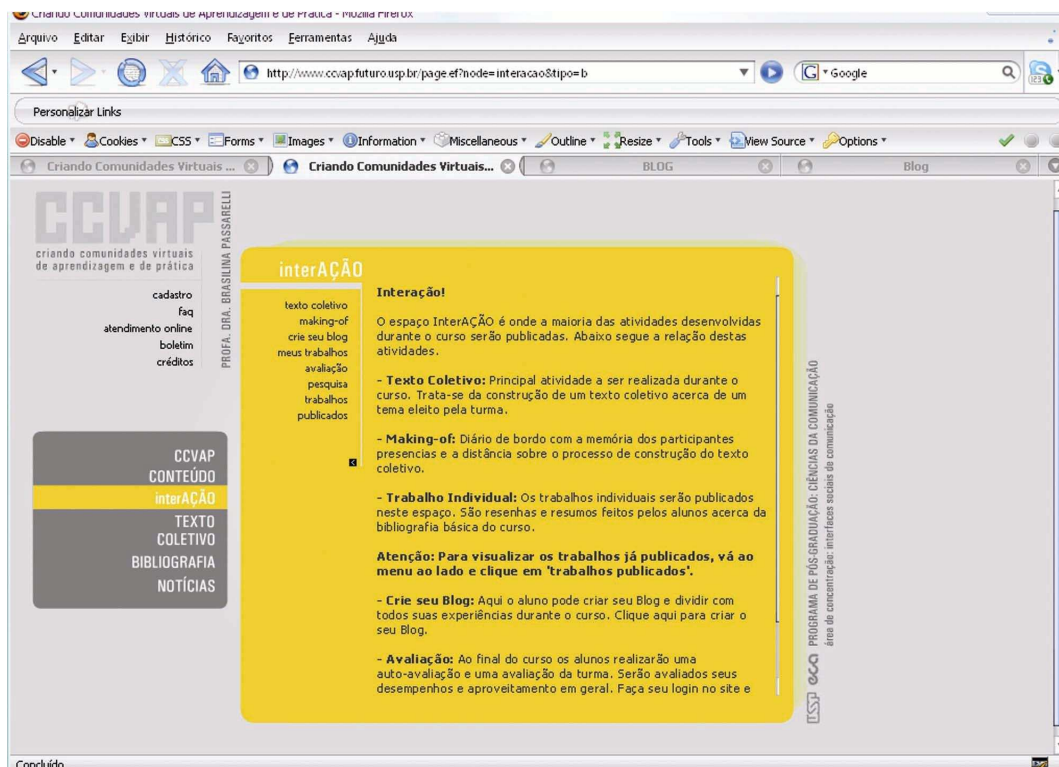 Criando Comunidades Virtuais de Aprendizagem e de Prática - Mozilla Firefox
Arquivo Editar Exibir Histórico Favoritos Ferramentas Ajuda
http://www.ccvap.futuro.usp.br/page.ef?node=interacao&tipo=b
Google
Personalizar Links
Disable Cookies CSS Forms Images Information Miscellaneous Outline Resize Tools View Source Options
Criando Comunidades Virtuais ... Criando Comunidades Virtuais... BLOG Blog
CCVAP
criando comunidades virtuais
de aprendizagem e de prática
PROFA. DRA. BRASILINA PASSARELLI
cadastro
faq
atendimento online
boletim
créditos
CCVAP
CONTEÚDO
interAÇÃO
TEXTO
COLETIVO
BIBLIOGRAFIA
NOTÍCIAS
interAÇÃO
texto coletivo
making-of
crie seu blog
meus trabalhos
avaliação
pesquisa
trabalhos
publicados
Interação!
O espaço InterAÇÃO é onde a maioria das atividades desenvolvidas
durante o curso serão publicadas. Abaixo segue a relação destas
atividades.
- Texto Coletivo: Principal atividade a ser realizada durante o
curso. Trata-se da construção de um texto coletivo acerca de um
tema eleito pela turma.
- Making-of: Diário de bordo com a memória dos participantes
presencias e a distância sobre o processo de construção do texto
coletivo.
- Trabalho Individual: Os trabalhos individuais serão publicados
neste espaço. São resenhas e resumos feitos pelos alunos acerca da
bibliografia básica do curso.
Atenção: Para visualizar os trabalhos já publicados, vá ao
menu ao lado e clique em 'trabalhos publicados'.
- Crie seu Blog: Aqui o aluno pode criar seu Blog e dividir com
todos suas experiências durante o curso. Clique aqui para criar o
seu Blog.
- Avaliação: Ao final do curso os alunos realizarão uma
auto-avaliação e uma avaliação da turma. Serão avaliados seus
desempenhos e aproveitamento em geral. Faça seu login no site e
USP eca PROGRAMA DE PÓS-GRADUAÇÃO: CIÊNCIAS DA COMUNICAÇÃO
área de concentração: interfaces sociais da comunicação
Concluído